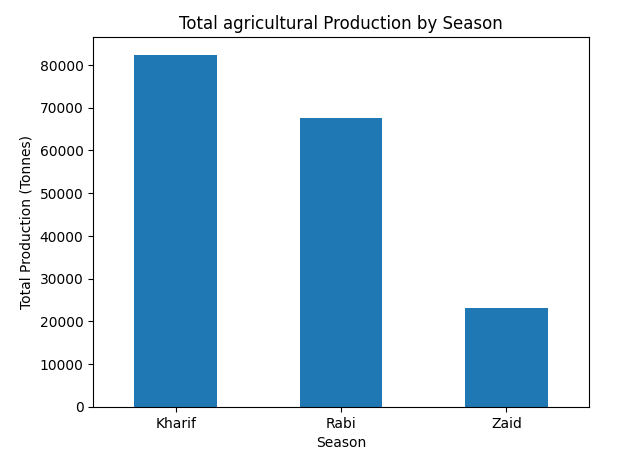 Total agricultural Production by Season
Total Production (Tonnes)
80000
70000
60000
50000
40000
30000
20000
10000
0
Kharif
Rabi
Zaid
Season